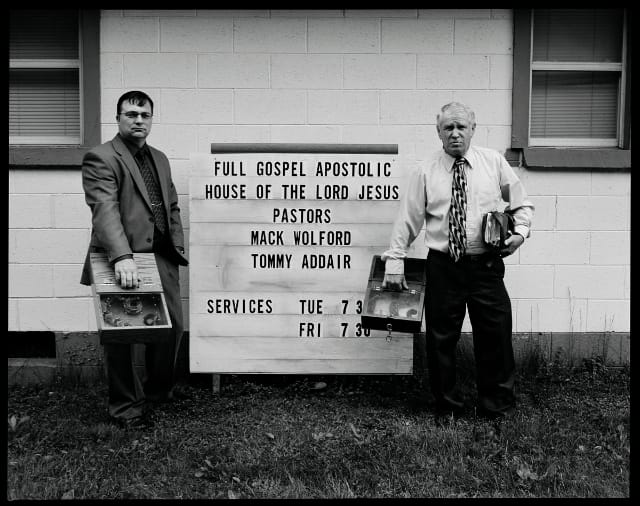 FULL GOSPEL APOSTOLIC
HOUSE OF THE LORD JESUS
PASTORS
MACK WOLFORD
TOMMY ADDAIR
SERVICES TUE 7 3
FRI 7 30